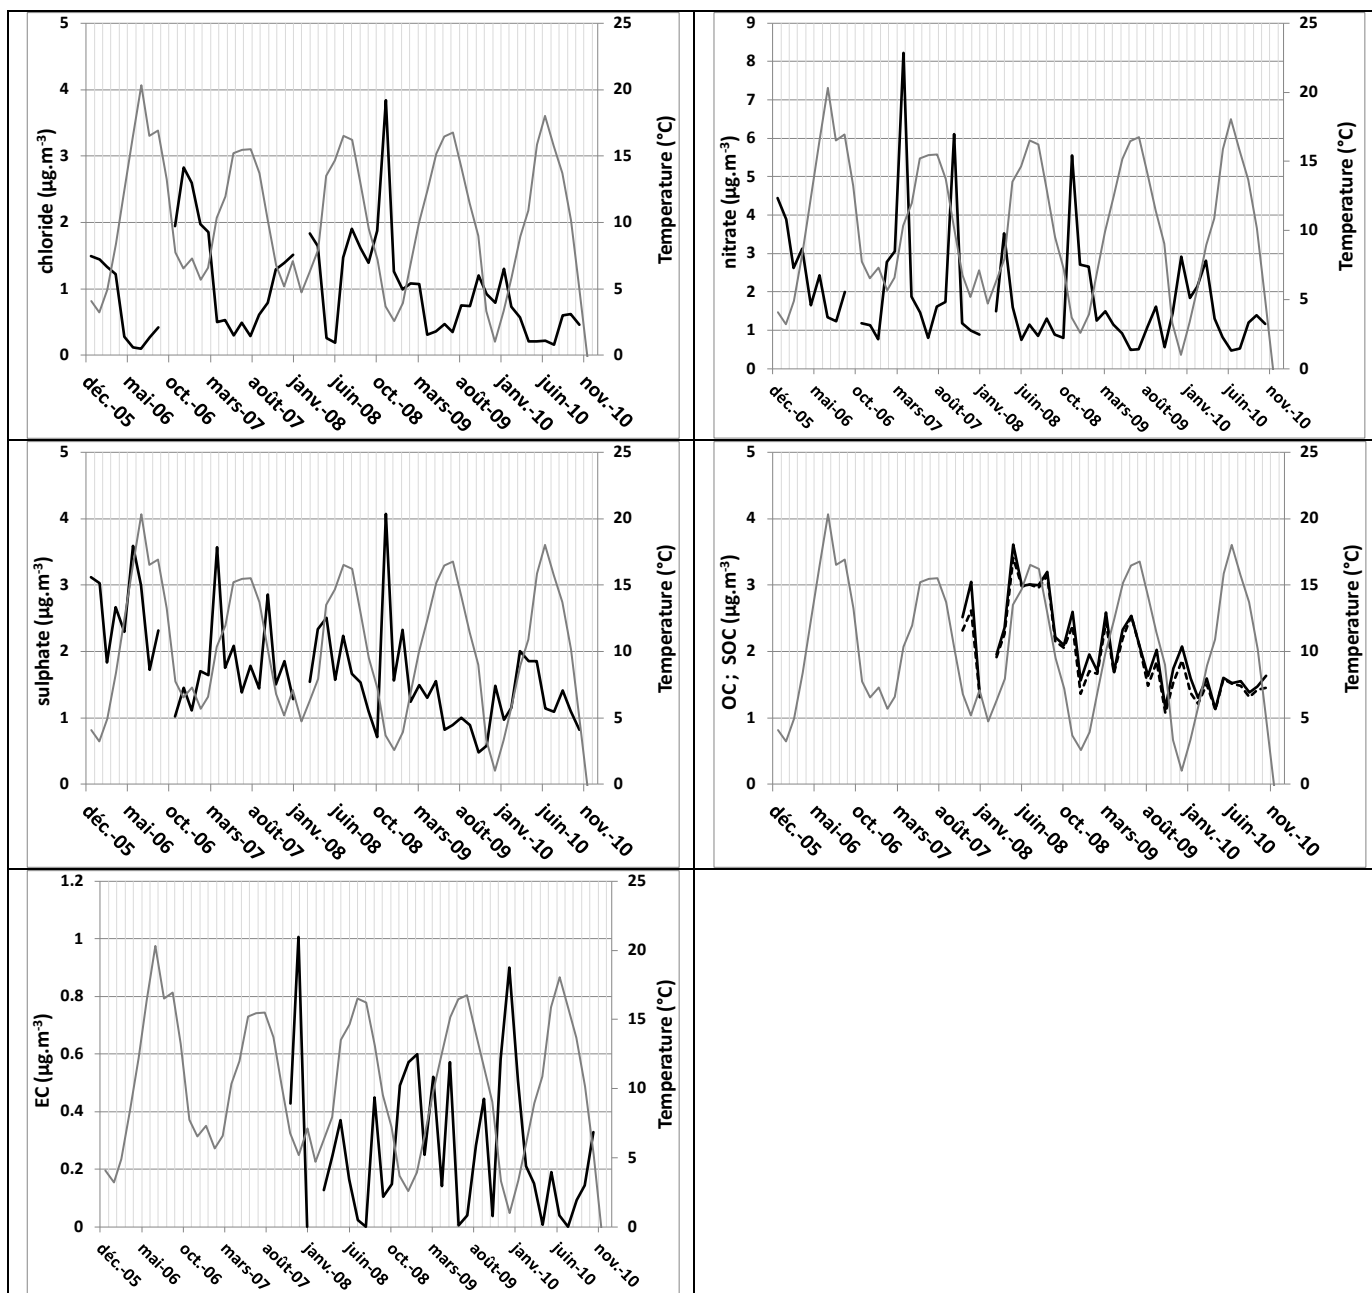 chloride (µg.m-3)
5
4
3
2
1
0
25
20
15
10
5
0
Temperature (°C)
déc.-05
mai-06
oct.-06
mars-07
août-07
janv.-08
juin-08
oct.-08
mars-09
août-09
janv.-10
juin-10
nov.-10
nitrate (µg.m-3)
9
8
7
6
5
4
3
2
1
0
25
20
15
10
5
0
Temperature (°C)
déc.-05
mai-06
oct.-06
mars-07
août-07
janv.-08
juin-08
oct.-08
mars-09
août-09
janv.-10
juin-10
nov.-10
sulphate (µg.m-3)
5
4
3
2
1
0
25
20
15
10
5
0
Temperature (°C)
déc.-05
mai-06
oct.-06
mars-07
août-07
janv.-08
juin-08
oct.-08
mars-09
août-09
janv.-10
juin-10
nov.-10
OC ; SOC (µg.m-3)
5
4
3
2
1
0
25
20
15
10
5
0
Temperature (°C)
déc.-05
mai-06
oct.-06
mars-07
août-07
janv.-08
juin-08
oct.-08
mars-09
août-09
janv.-10
juin-10
nov.-10
EC (µg.m-3)
1.2
1
0.8
0.6
0.4
0.2
0
25
20
15
10
5
0
Temperature (°C)
déc.-05
mai-06
oct.-06
mars-07
août-07
janv.-08
juin-08
oct.-08
mars-09
août-09
janv.-10
juin-10
nov.-10